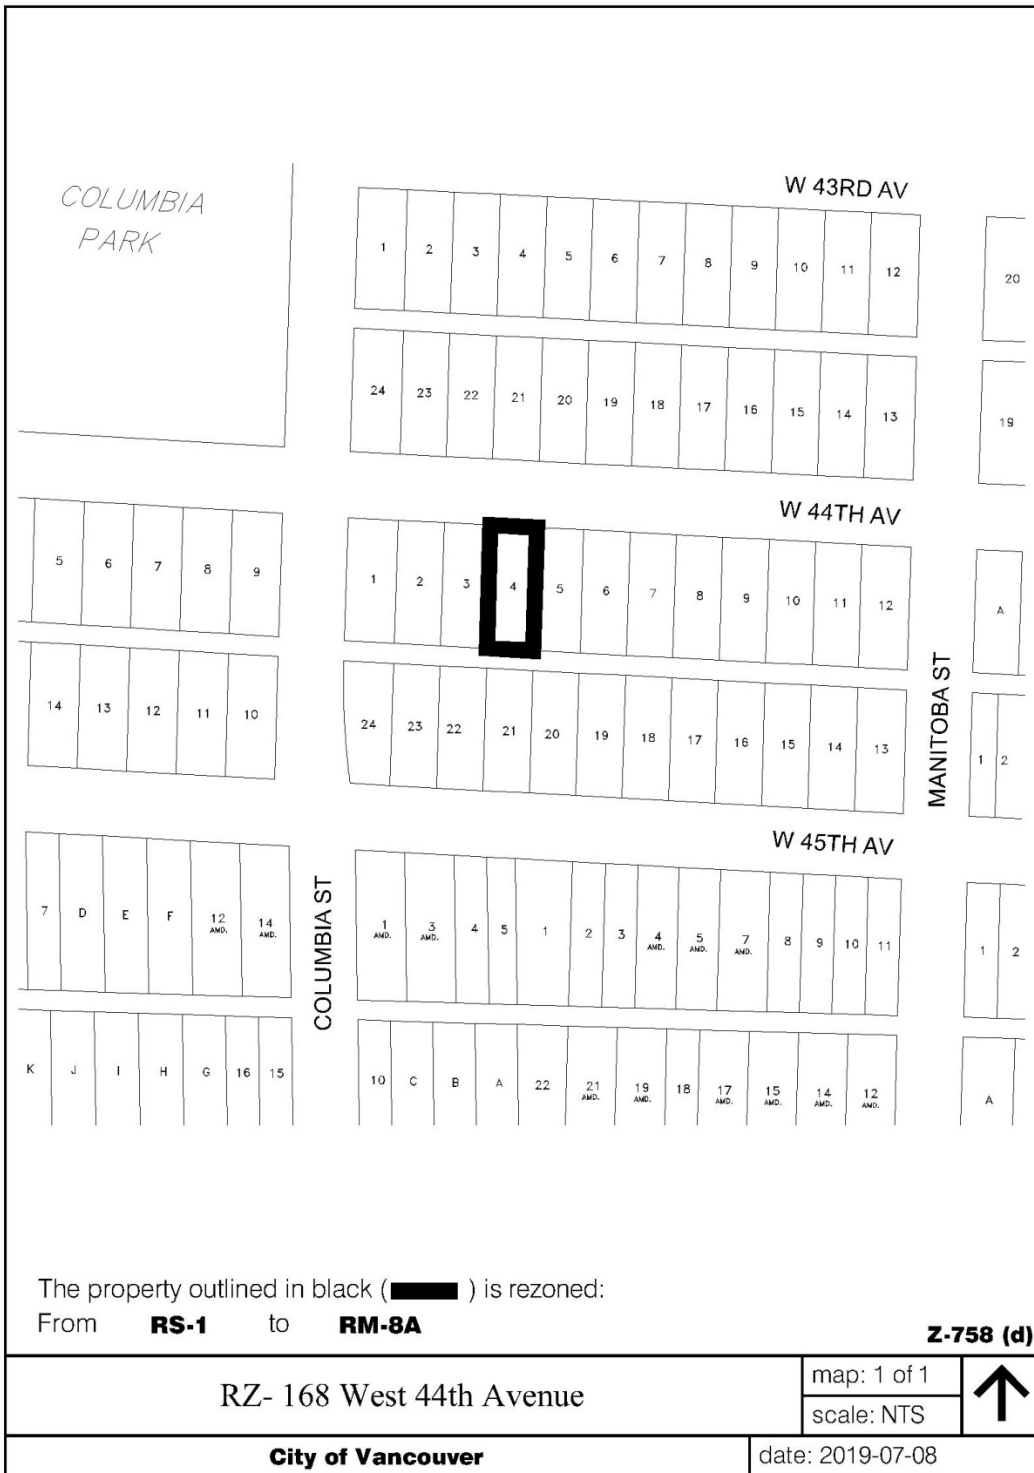 COLUMBIA
PARK
W 43RD AV
1 2 3 4 5 6 7 8 9 10 11 12
20
24 23 22 21 20 19 18 17 16 15 14 13
19
W 44TH AV
5 6 7 8 9
1 2 3 4 5 6 7 8 9 10 11 12
A
14 13 12 11 10
24 23 22 21 20 19 18 17 16 15 14 13
MANITOBA ST
1 2
W 45TH AV
7 D E F 12 AMD. 14 AMD.
COLUMBIA ST
1 AMD. 3 AMD. 4 5 1 2 3 4 AMD. 5 AMD. 7 AMD. 8 9 10 11
1 2
K J I H G 16 15
10 C B A 22 21 AMD. 19 AMD. 18 17 AMD. 15 AMD. 14 AMD. 12 AMD.
A
The property outlined in black ( ) is rezoned:
From RS-1 to RM-8A
Z-758 (d)
RZ- 168 West 44th Avenue
map: 1 of 1
scale: NTS
City of Vancouver
date: 2019-07-08